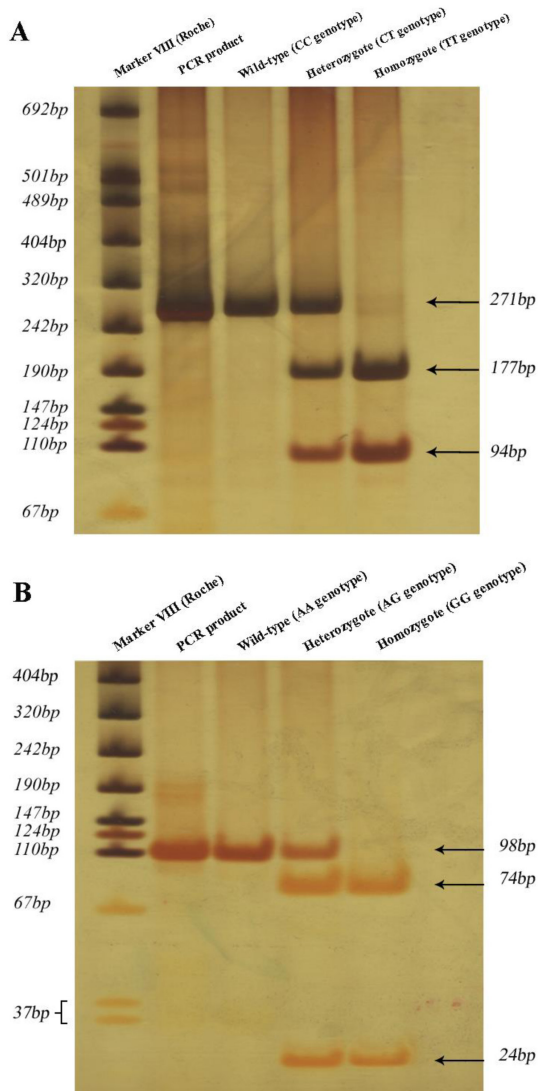 A
Marker VIII (Roche)
PCR product
Wild-type (CC genotype)
Heterozygote (CT genotype)
Homozygote (TT genotype)
692bp
501bp
489bp
404bp
320bp
242bp
190bp
147bp
124bp
110bp
67bp
271bp
177bp
94bp
B
Marker VIII (Roche)
PCR product
Wild-type (AA genotype)
Heterozygote (AG genotype)
Homozygote (GG genotype)
404bp
320bp
242bp
190bp
147bp
124bp
110bp
67bp
37bp
98bp
74bp
24bp